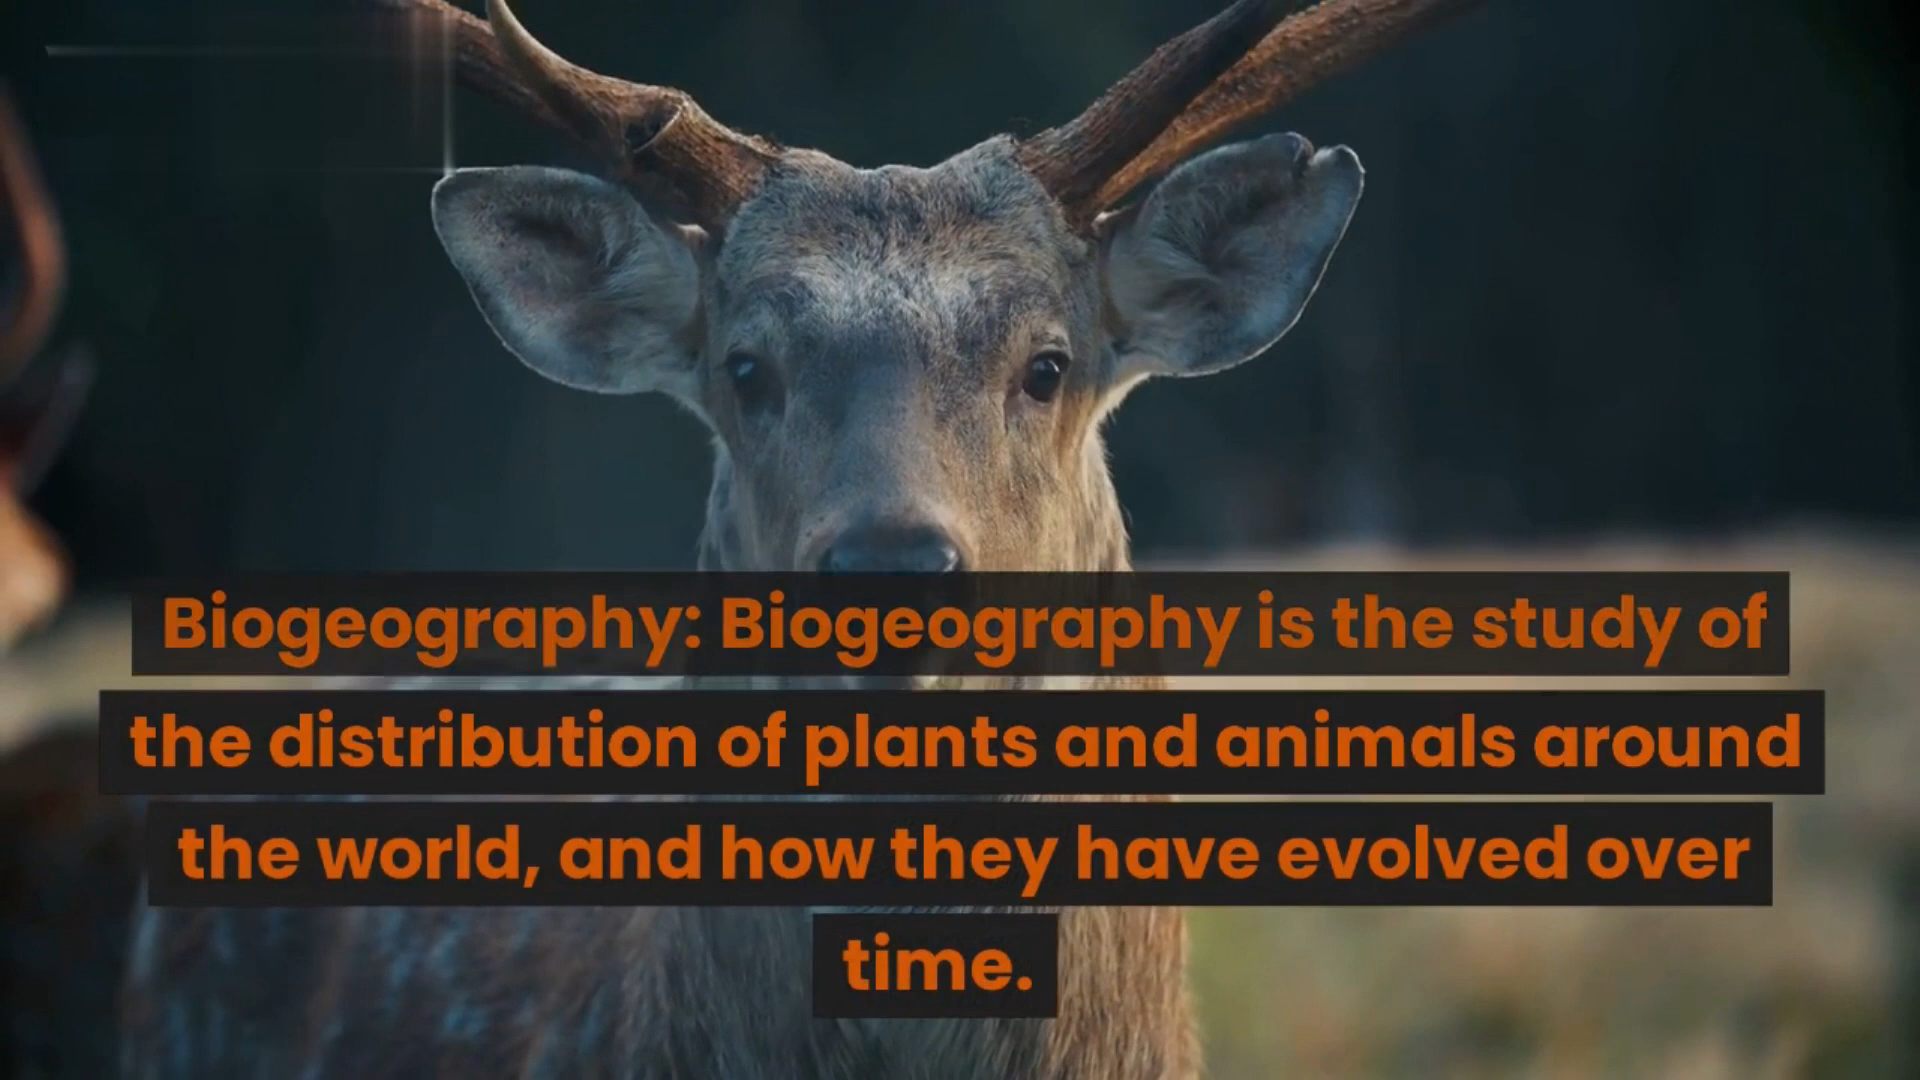 Biogeography: Biogeography is the study of
the distribution of plants and animals around
the world, and how they have evolved over
time.